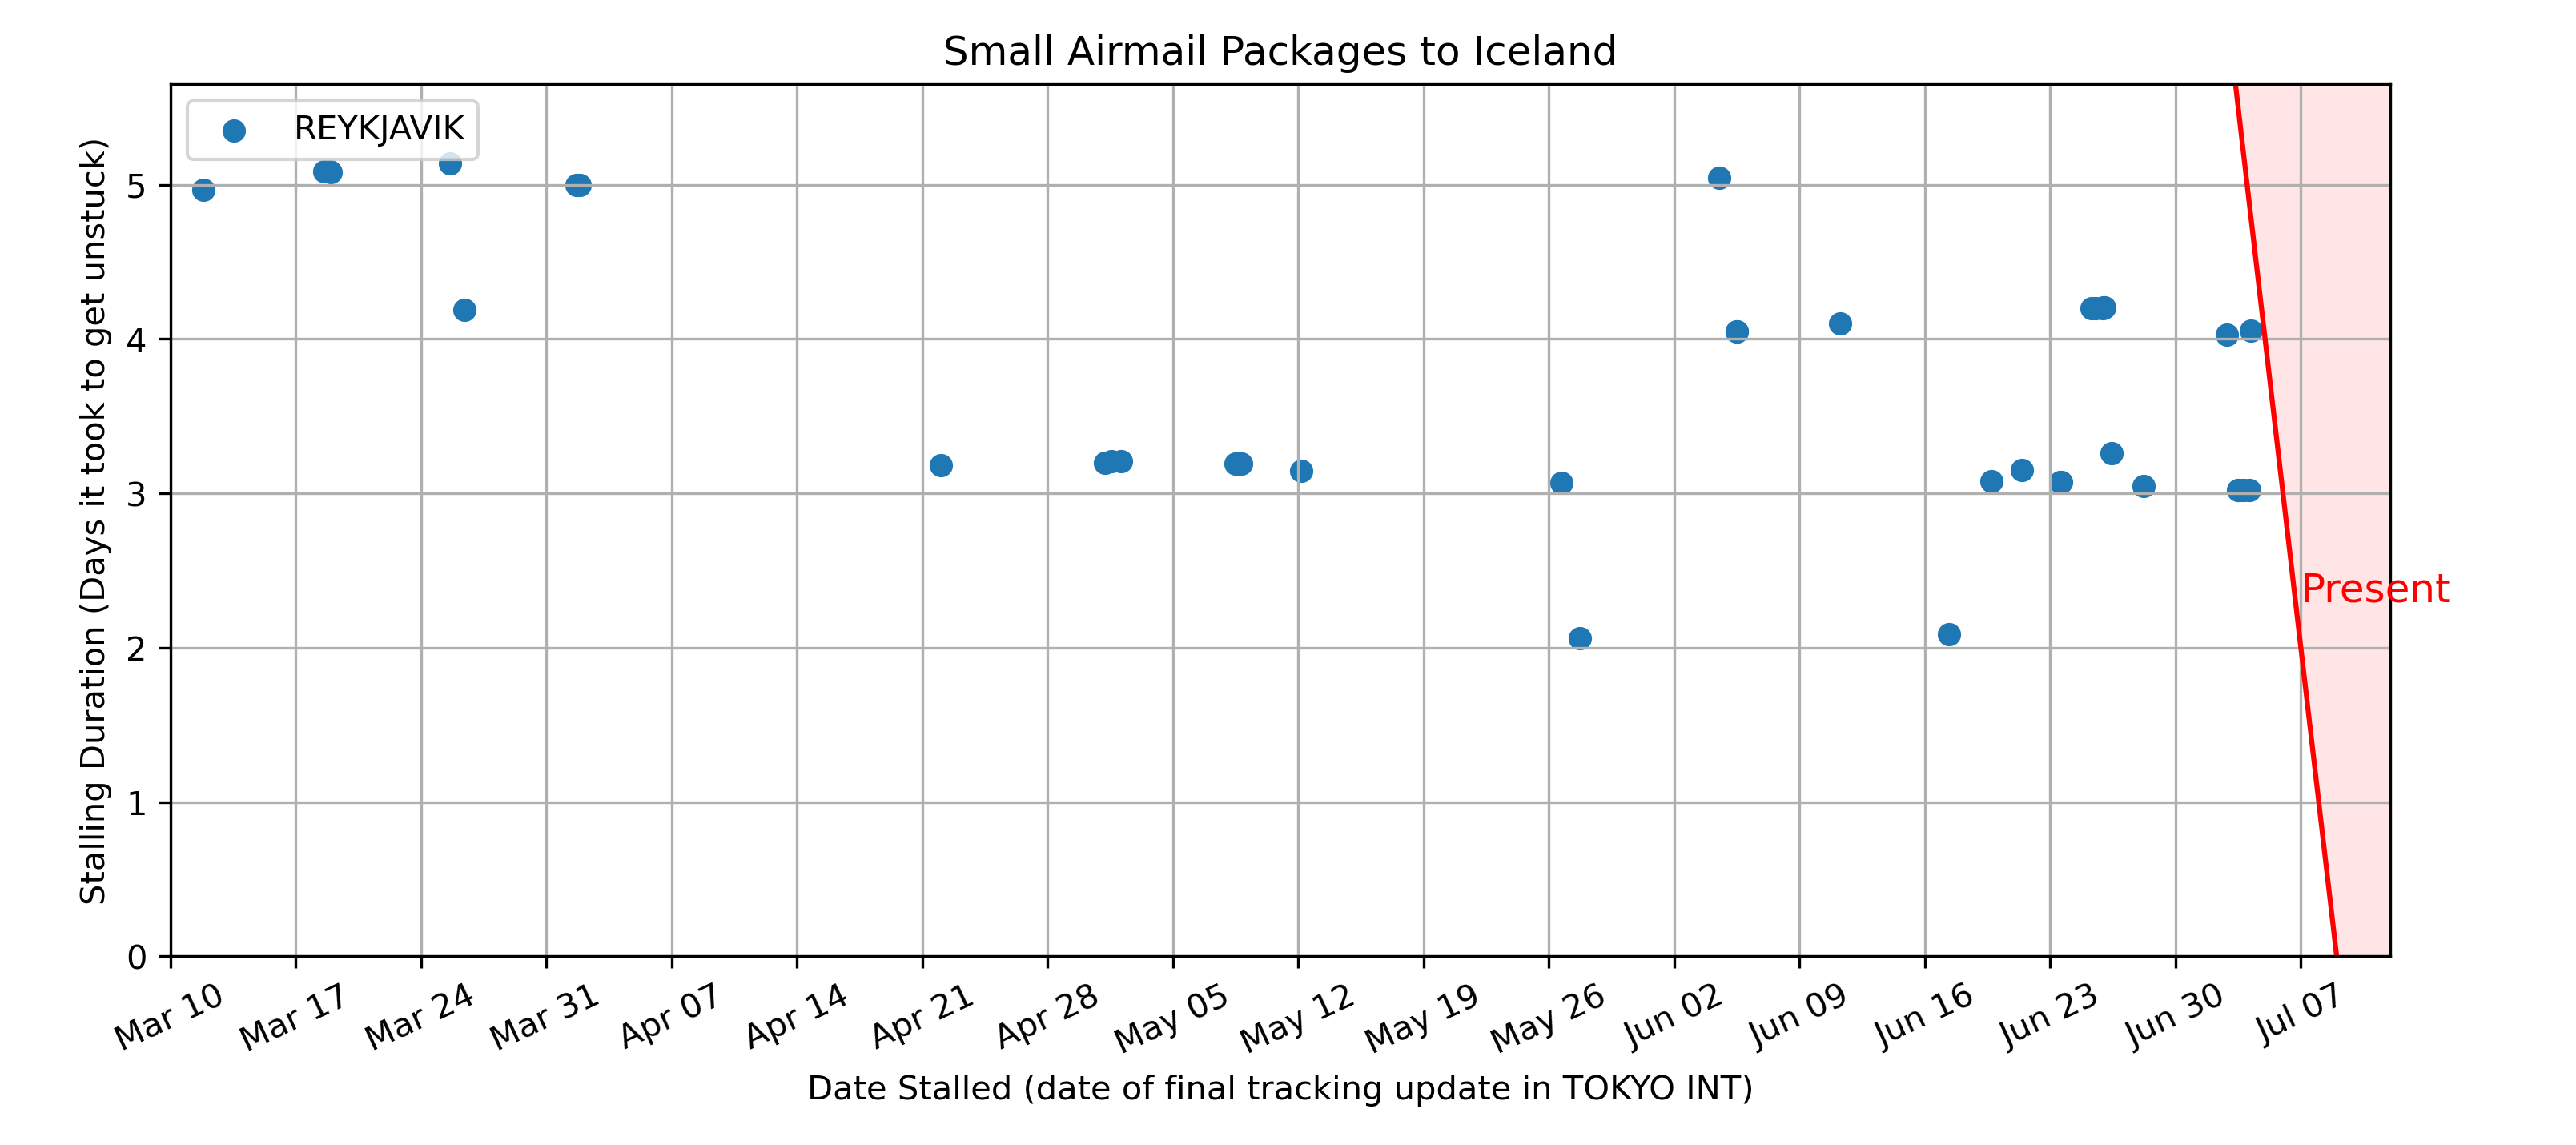 Small Airmail Packages to Iceland
REYKJAVIK
Stalling Duration (Days it took to get unstuck)
5
4
3
2
1
0
Present
Mar 10 Mar 17 Mar 24 Mar 31 Apr 07 Apr 14 Apr 21 Apr 28 May 05 May 12 May 19 May 26 Jun 02 Jun 09 Jun 16 Jun 23 Jun 30 Jul 07
Date Stalled (date of final tracking update in TOKYO INT)